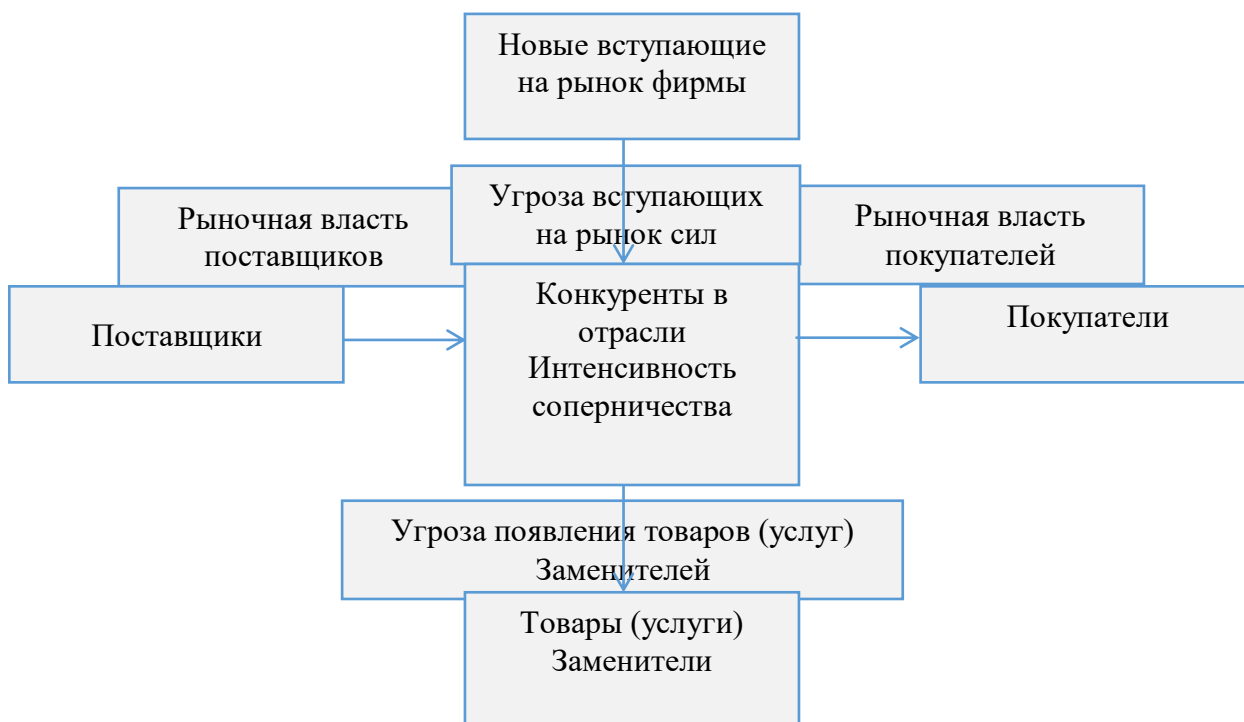 Новые вступающие
на рынок фирмы
Угроза вступающих
на рынок сил
Рыночная власть
поставщиков
Рыночная власть
покупателей
Поставщики
Конкуренты в
отрасли
Интенсивность
соперничества
Покупатели
Угроза появления товаров (услуг)
Заменителей
Товары (услуги)
Заменители